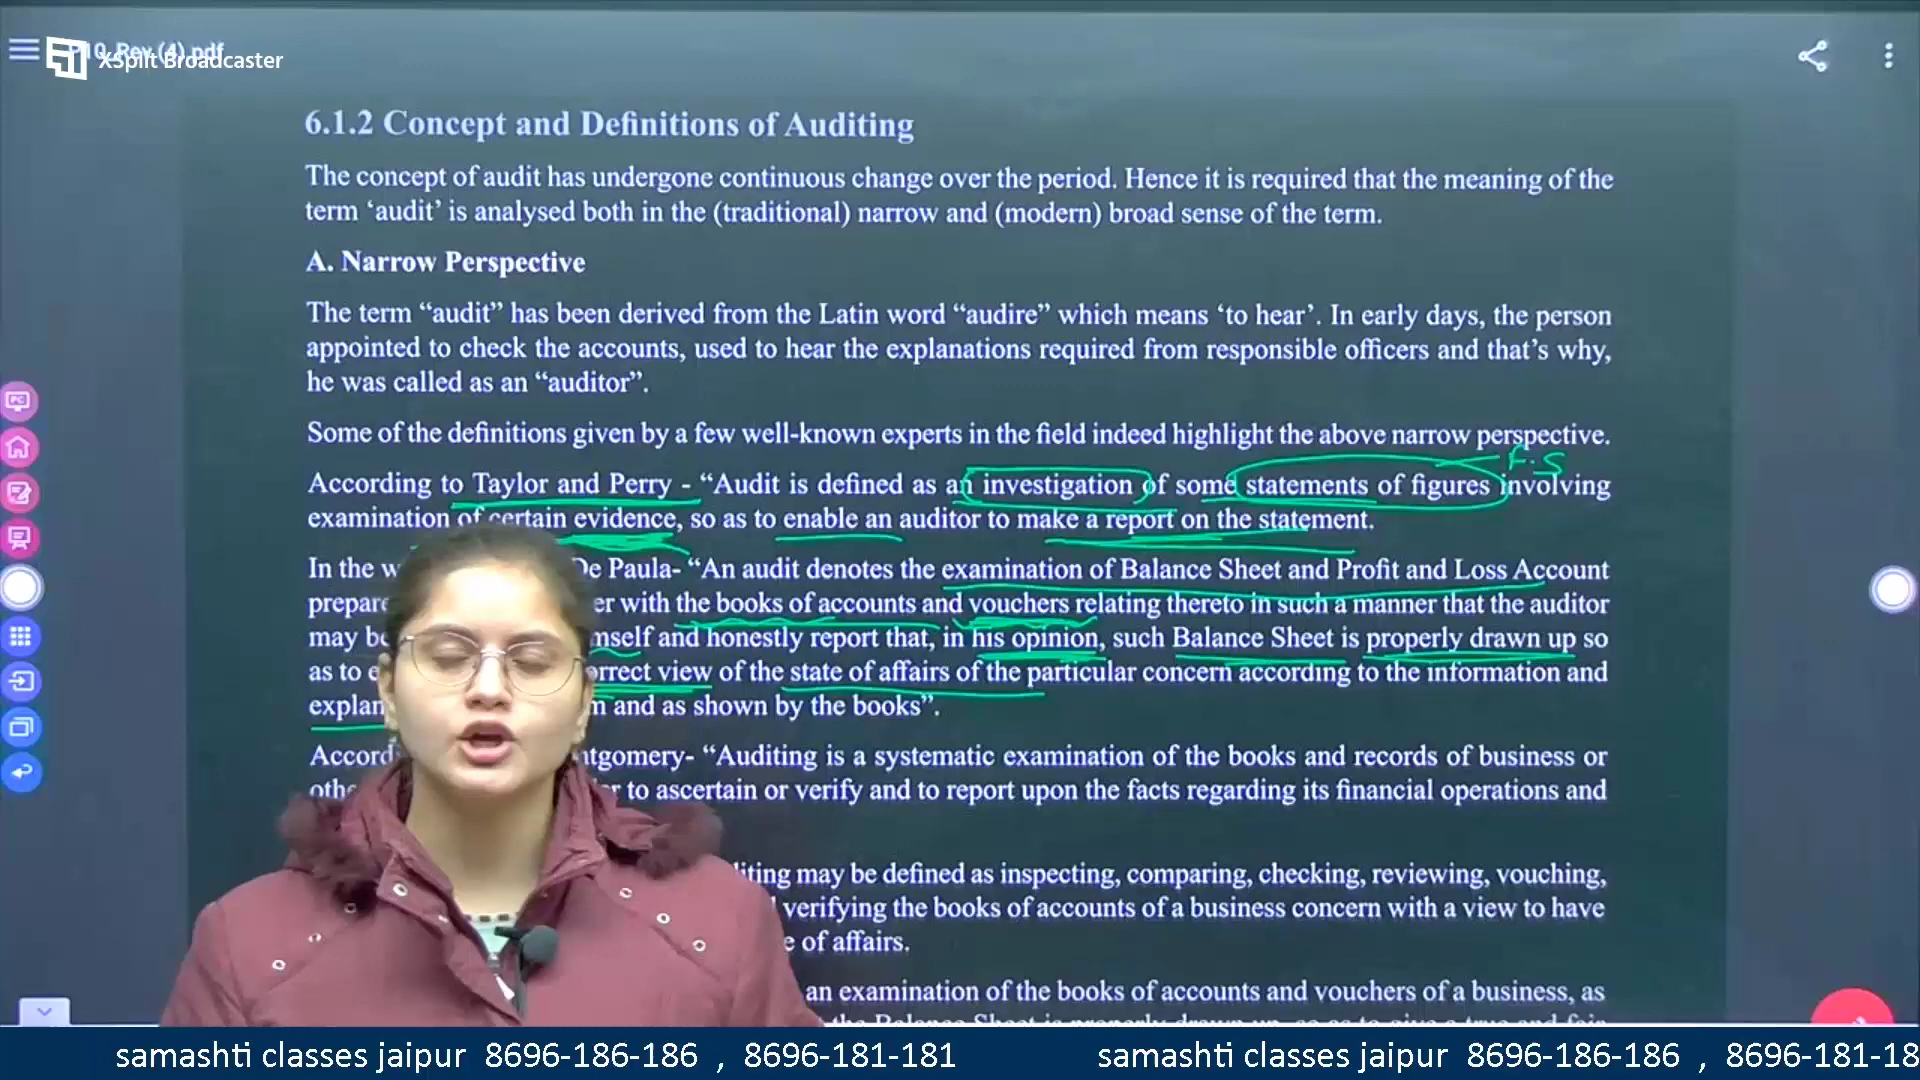 P10_Rev (4).pdf
XSplit Broadcaster
6.1.2 Concept and Definitions of Auditing
The concept of audit has undergone continuous change over the period. Hence it is required that the meaning of the
term ‘audit’ is analysed both in the (traditional) narrow and (modern) broad sense of the term.
A. Narrow Perspective
The term “audit” has been derived from the Latin word “audire” which means ‘to hear’. In early days, the person
appointed to check the accounts, used to hear the explanations required from responsible officers and that’s why,
he was called as an “auditor”.
Some of the definitions given by a few well-known experts in the field indeed highlight the above narrow perspective.
F.S
According to Taylor and Perry - “Audit is defined as an investigation of some statements of figures involving
examination of certain evidence, so as to enable an auditor to make a report on the statement.
In the De Paula- “An audit denotes the examination of Balance Sheet and Profit and Loss Account
with the books of accounts and vouchers relating thereto in such a manner that the auditor
may and honestly report that, in his opinion, such Balance Sheet is properly drawn up so
as to view of the state of affairs of the particular concern according to the information and
and as shown by the books”.
“Auditing is a systematic examination of the books and records of business or
to ascertain or verify and to report upon the facts regarding its financial operations and
may be defined as inspecting, comparing, checking, reviewing, vouching,
verifying the books of accounts of a business concern with a view to have
of affairs.
an examination of the books of accounts and vouchers of a business, as
PC
samashti classes jaipur 8696-186-186 , 8696-181-181 samashti classes jaipur 8696-186-186 , 8696-181-18